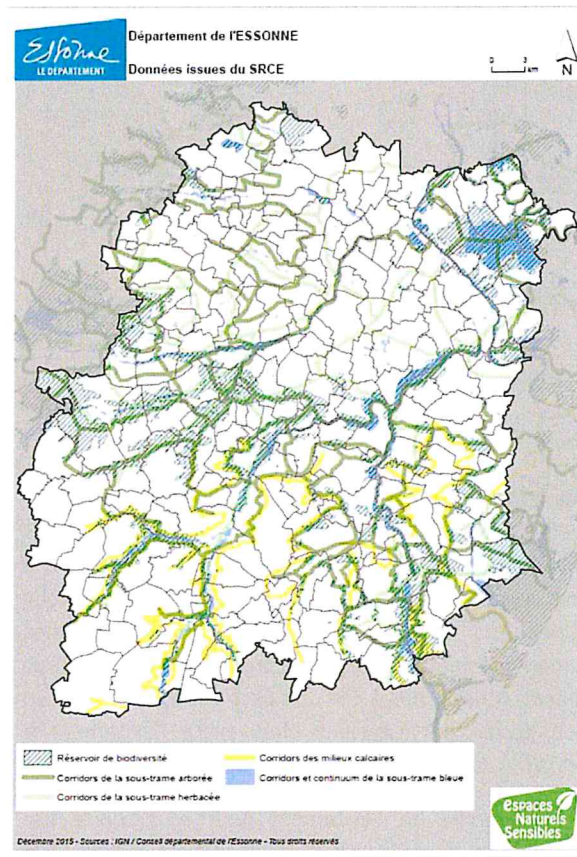 Essonne
LE DÉPARTEMENT
Département de l'ESSONNE
Données issues du SRCE
0 3
km
N
Réservoir de biodiversité
Corridors de la sous-trame arborée
Corridors de la sous-trame herbacée
Corridors des milieux calcaires
Corridors et continuum de la sous-trame bleue
espaces
Naturels
Sensibles
Décembre 2015 - Sources : IGN / Conseil départemental de l'Essonne - Tous droits réservés